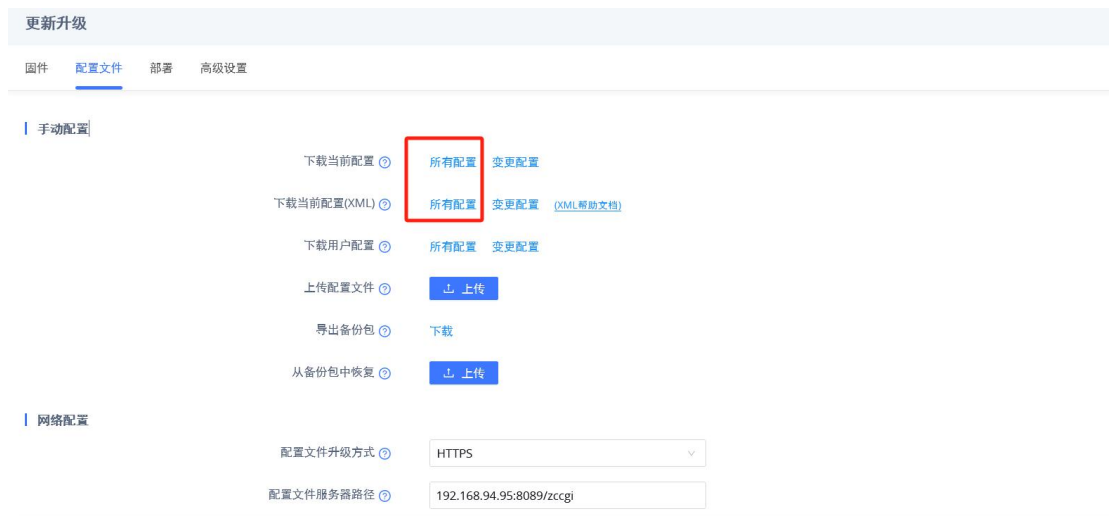 更新升级
固件 配置文件 部署 高级设置
手动配置
下载当前配置 所有配置 变更配置
下载当前配置(XML) 所有配置 变更配置 (XML帮助文档)
下载用户配置 所有配置 变更配置
上传配置文件 上传
导出备份包 下载
从备份包中恢复 上传
网络配置
配置文件升级方式 HTTPS
配置文件服务器路径 192.168.94.95:8089/zccgi